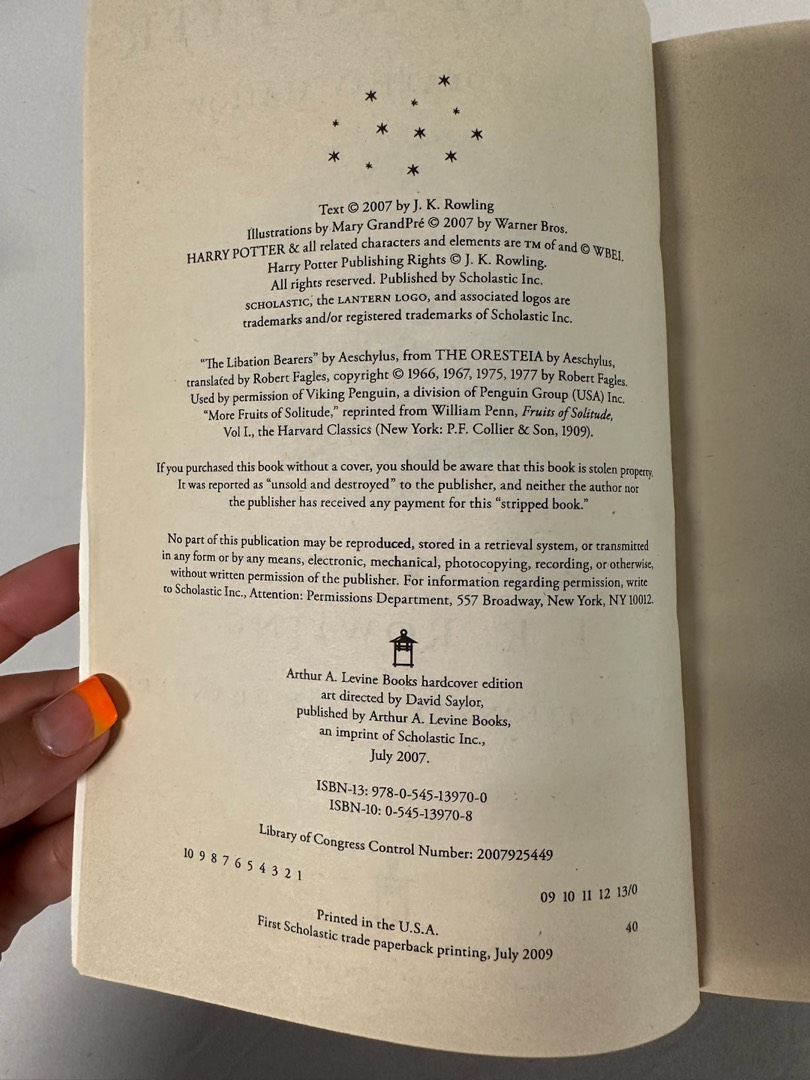 Text © 2007 by J. K. Rowling
Illustrations by Mary GrandPré © 2007 by Warner Bros.
HARRY POTTER & all related characters and elements are TM of and © WBEI.
Harry Potter Publishing Rights © J. K. Rowling.
All rights reserved. Published by Scholastic Inc.
SCHOLASTIC, the LANTERN LOGO, and associated logos are
trademarks and/or registered trademarks of Scholastic Inc.
“The Libation Bearers” by Aeschylus, from THE ORESTEIA by Aeschylus,
translated by Robert Fagles, copyright © 1966, 1967, 1975, 1977 by Robert Fagles.
Used by permission of Viking Penguin, a division of Penguin Group (USA) Inc.
“More Fruits of Solitude,” reprinted from William Penn, Fruits of Solitude,
Vol I., the Harvard Classics (New York: P.F. Collier & Son, 1909).
If you purchased this book without a cover, you should be aware that this book is stolen property.
It was reported as “unsold and destroyed” to the publisher, and neither the author nor
the publisher has received any payment for this “stripped book.”
No part of this publication may be reproduced, stored in a retrieval system, or transmitted
in any form or by any means, electronic, mechanical, photocopying, recording, or otherwise,
without written permission of the publisher. For information regarding permission, write
to Scholastic Inc., Attention: Permissions Department, 557 Broadway, New York, NY 10012.
Arthur A. Levine Books hardcover edition
art directed by David Saylor,
published by Arthur A. Levine Books,
an imprint of Scholastic Inc.,
July 2007.
ISBN-13: 978-0-545-13970-0
ISBN-10: 0-545-13970-8
Library of Congress Control Number: 2007925449
10 9 8 7 6 5 4 3 2 1
09 10 11 12 13/0
Printed in the U.S.A.
40
First Scholastic trade paperback printing, July 2009